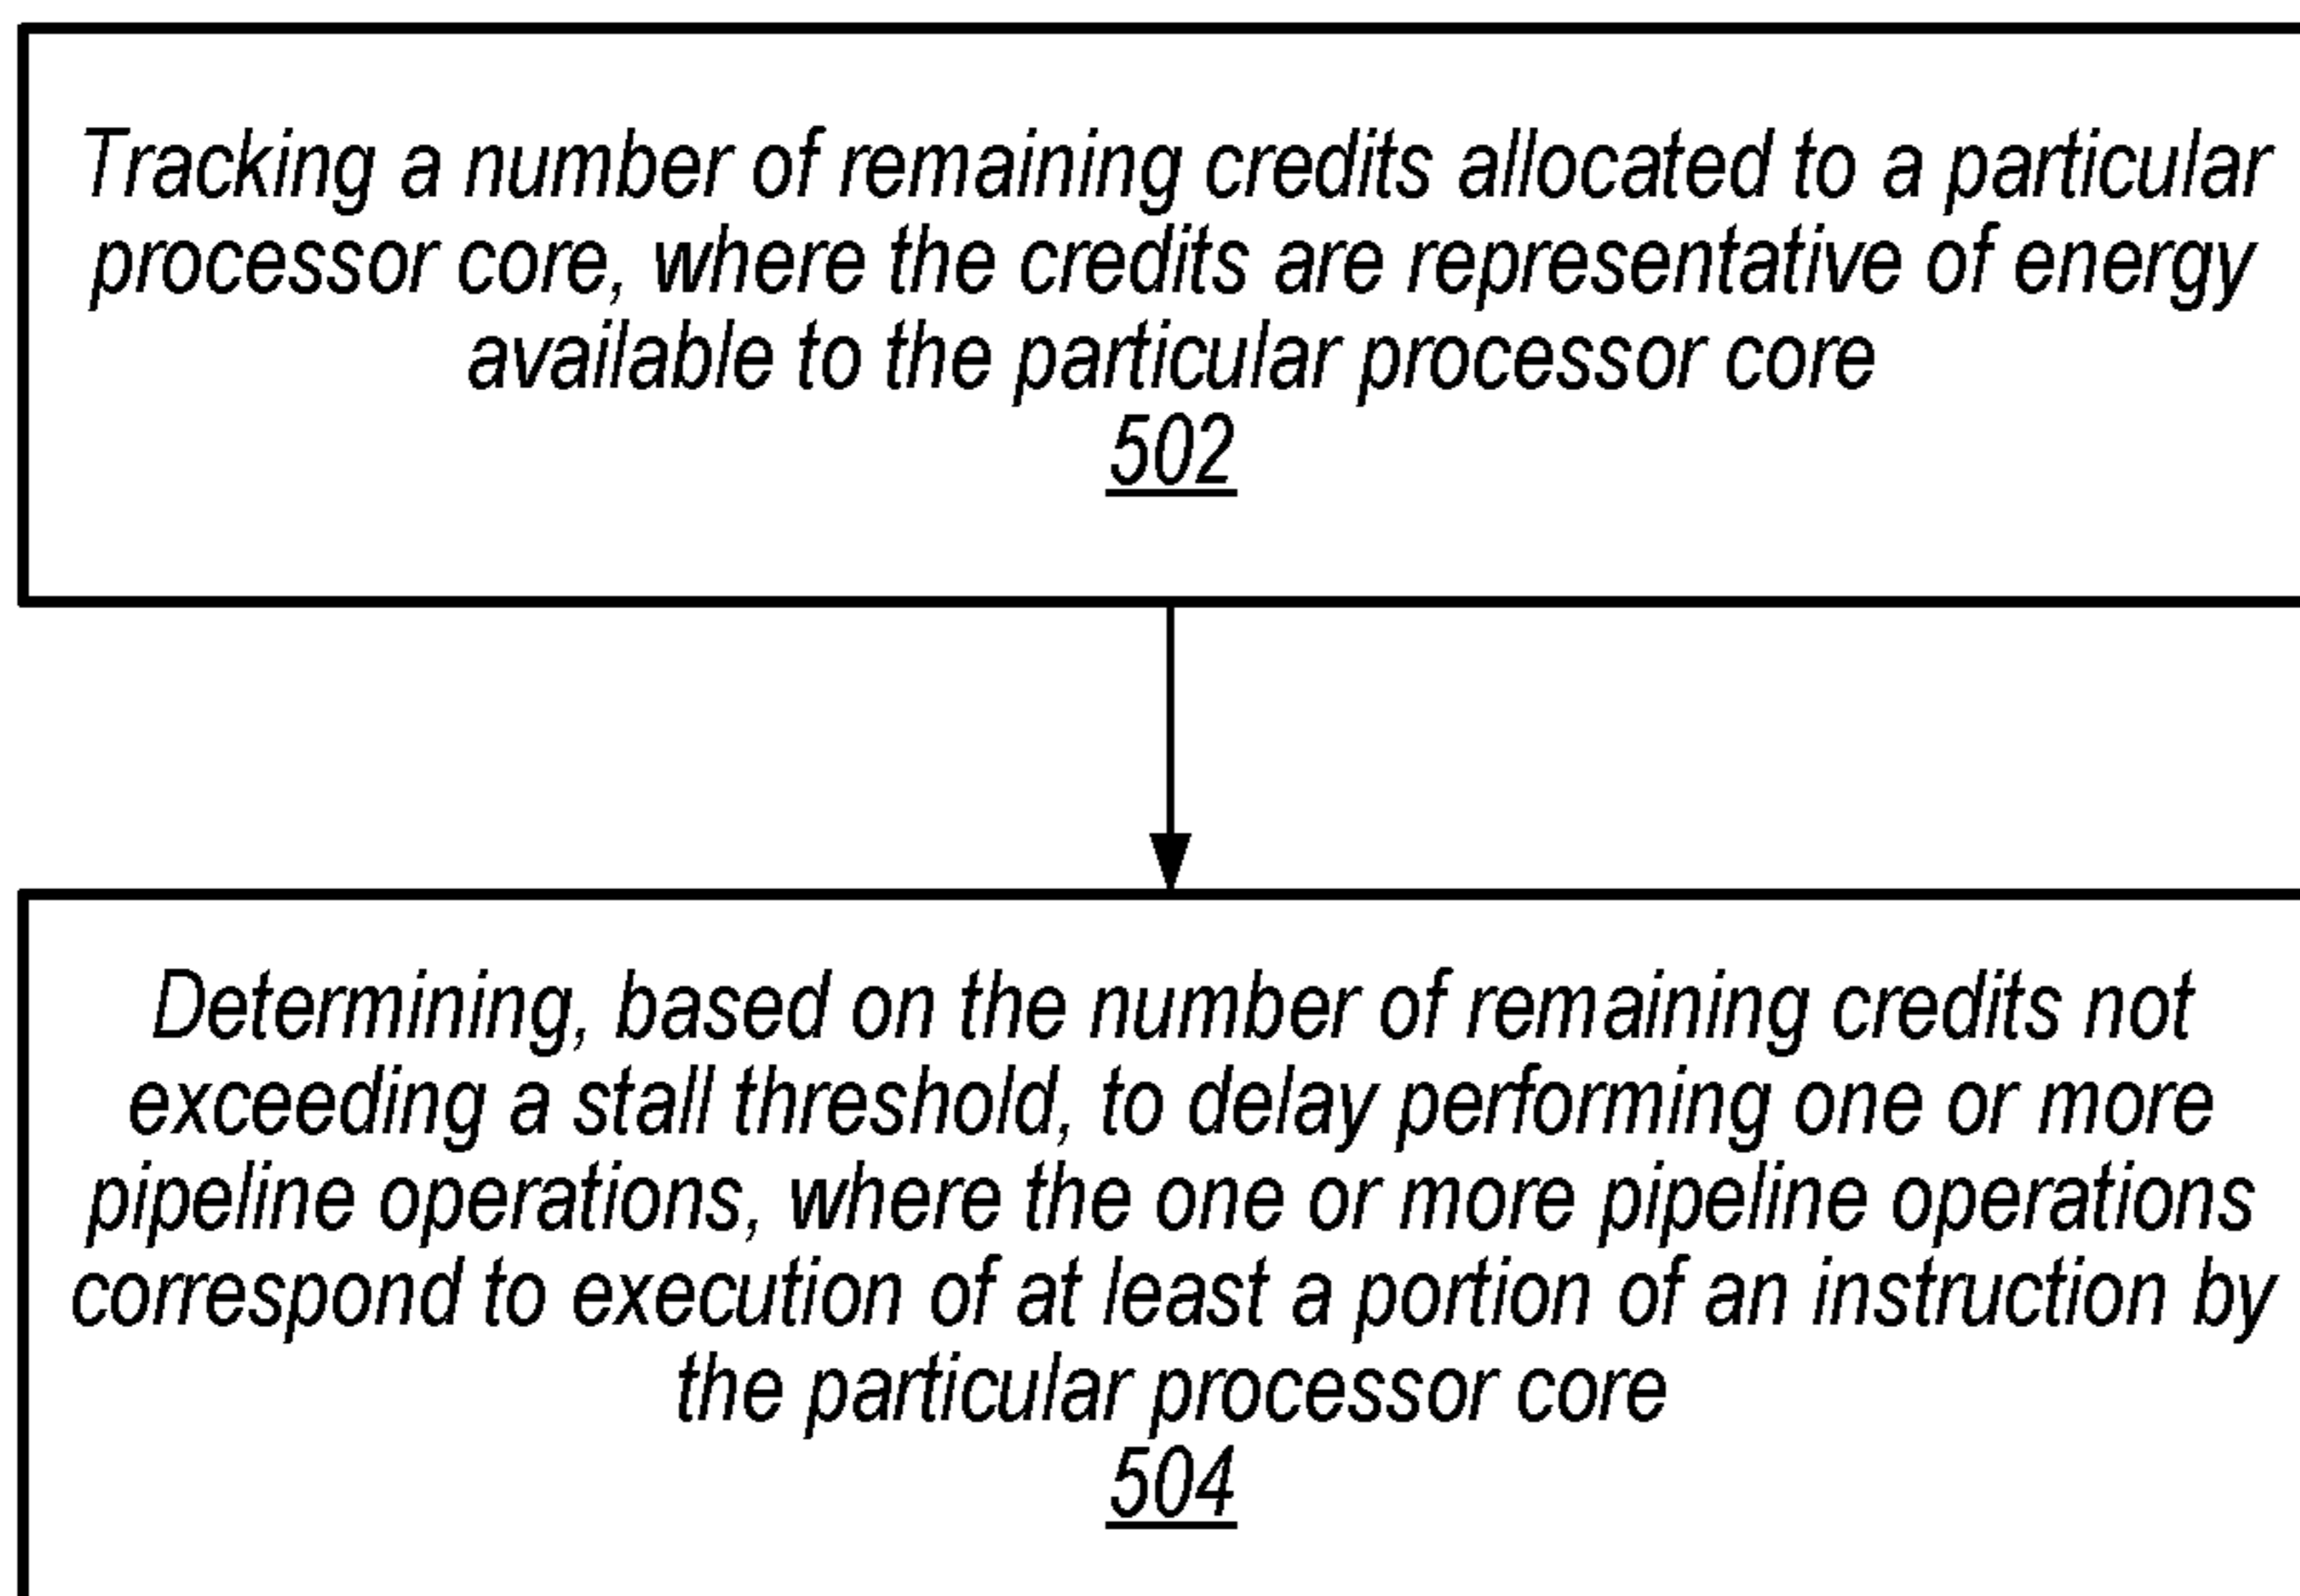 Tracking a number of remaining credits allocated to a particular
processor core, where the credits are representative of energy
available to the particular processor core
502
Determining, based on the number of remaining credits not
exceeding a stall threshold, to delay performing one or more
pipeline operations, where the one or more pipeline operations
correspond to execution of at least a portion of an instruction by
the particular processor core
504